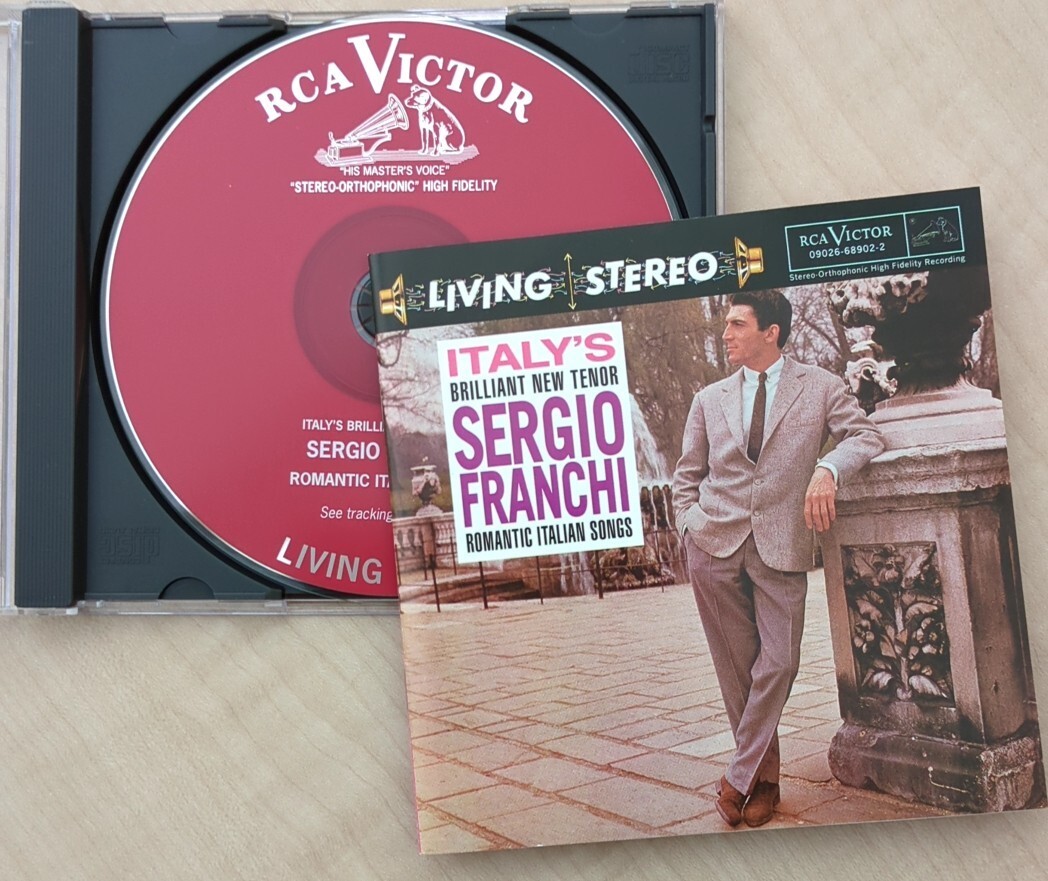 RCA VICTOR
"HIS MASTER'S VOICE"
"STEREO-ORTHOPHONIC" HIGH FIDELITY
ITALY'S BRILLI
SERGIO
ROMANTIC ITA
See tracking
LIVING
LIVING STEREO
RCA VICTOR
09026-68902-2
Stereo-Orthophonic High Fidelity Recording
ITALY'S
BRILLIANT NEW TENOR
SERGIO
FRANCHI
ROMANTIC ITALIAN SONGS